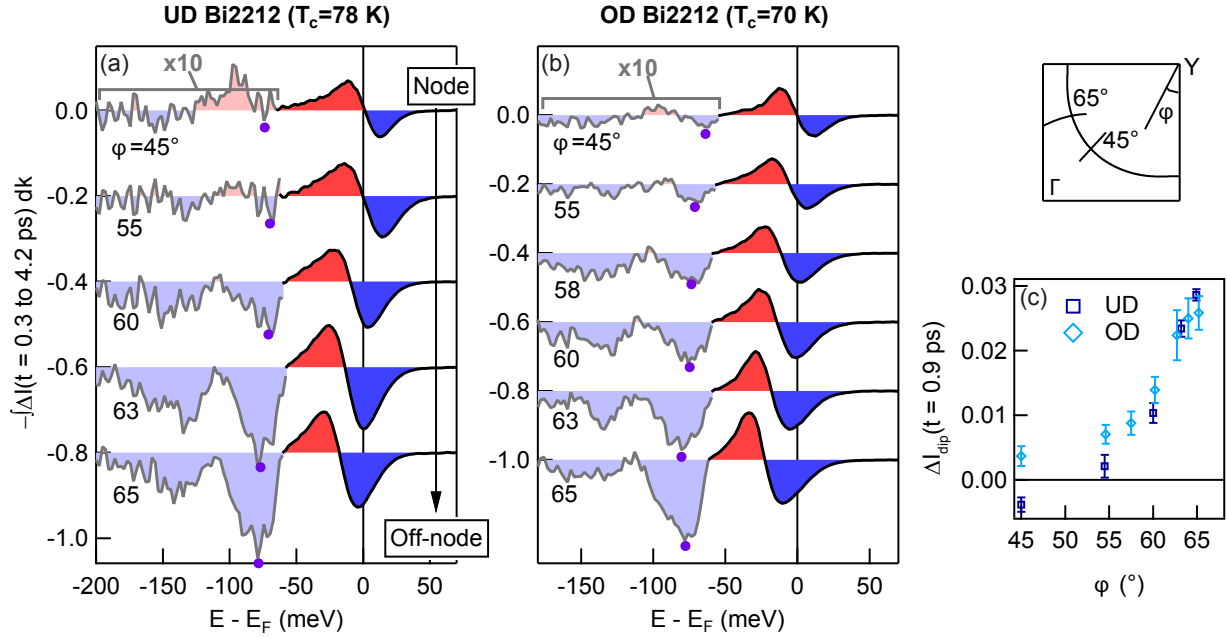 UD Bi2212 (Tc=78 K)
OD Bi2212 (Tc=70 K)
(a)
x10
Node
φ =45°
55
60
63
65
Off-node
0.0
-0.2
-0.4
-0.6
-0.8
-1.0
-200
-150
-100
-50
0
50
E - EF (meV)
-∫ΔI(t = 0.3 to 4.2 ps) dk
(b)
x10
φ=45°
55
58
60
63
65
0.0
-0.2
-0.4
-0.6
-0.8
-1.0
-150
-100
-50
0
50
E - EF (meV)
Y
65°
φ
45°
Γ
(c)
UD
OD
0.03
0.02
0.01
0.00
45
50
55
60
65
φ (°)
ΔIdip(t = 0.9 ps)